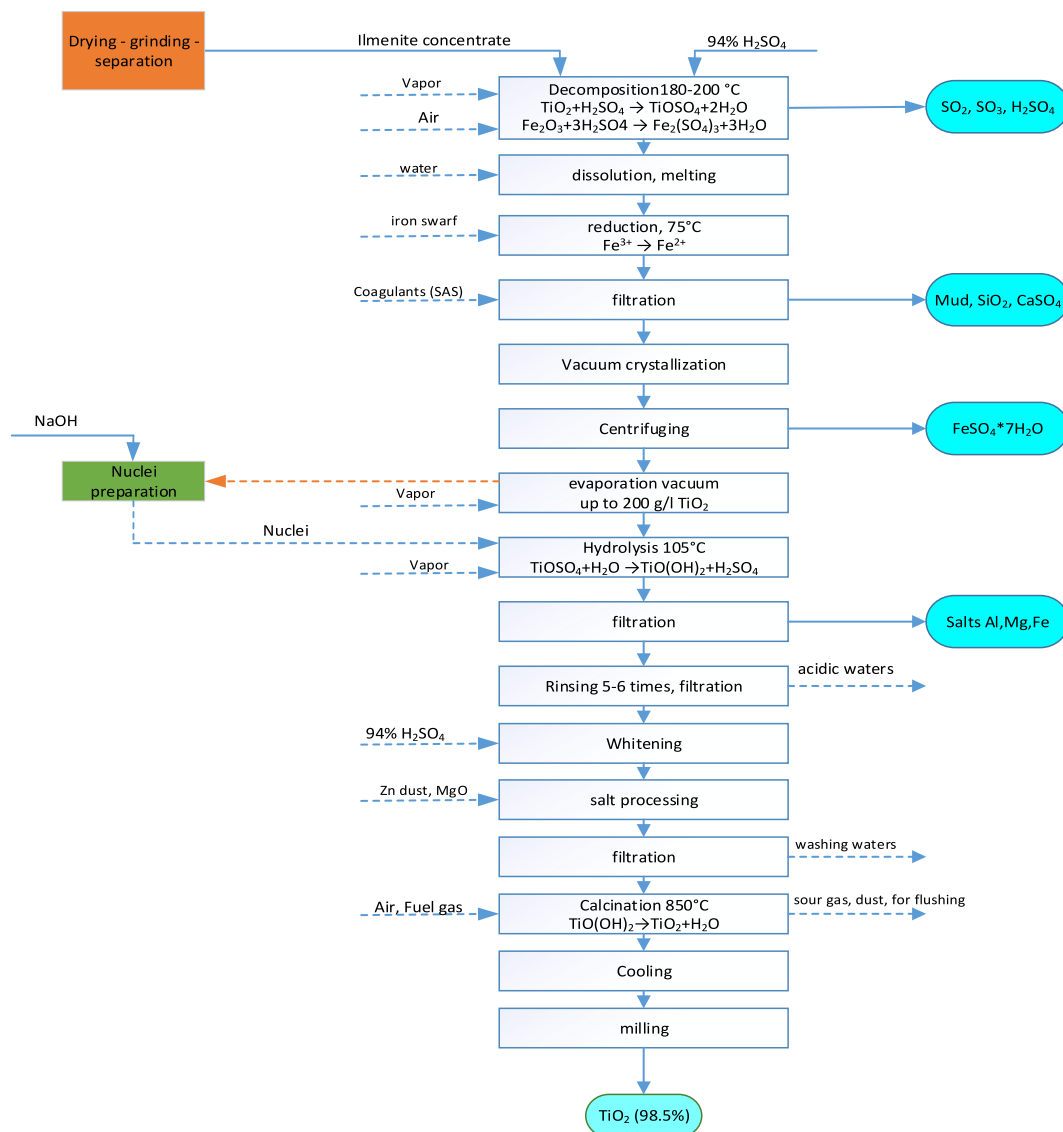 Drying - grinding -
separation
Ilmenite concentrate
94% H₂SO₄
Vapor
Air
Decomposition180-200 °C
TiO₂+H₂SO₄ → TiOSO₄+2H₂O
Fe₂O₃+3H₂SO4 → Fe₂(SO₄)₃+3H₂O
SO₂, SO₃, H₂SO₄
water
dissolution, melting
iron swarf
reduction, 75°C
Fe³⁺ → Fe²⁺
Coagulants (SAS)
filtration
Mud, SiO₂, CaSO₄
Vacuum crystallization
NaOH
Centrifuging
FeSO₄*7H₂O
Nuclei
preparation
Vapor
evaporation vacuum
up to 200 g/l TiO₂
Nuclei
Vapor
Hydrolysis 105°C
TiOSO₄+H₂O →TiO(OH)₂+H₂SO₄
filtration
Salts Al,Mg,Fe
Rinsing 5-6 times, filtration
acidic waters
94% H₂SO₄
Whitening
Zn dust, MgO
salt processing
filtration
washing waters
Air, Fuel gas
Calcination 850°C
TiO(OH)₂→TiO₂+H₂O
sour gas, dust, for flushing
Cooling
milling
TiO₂ (98.5%)